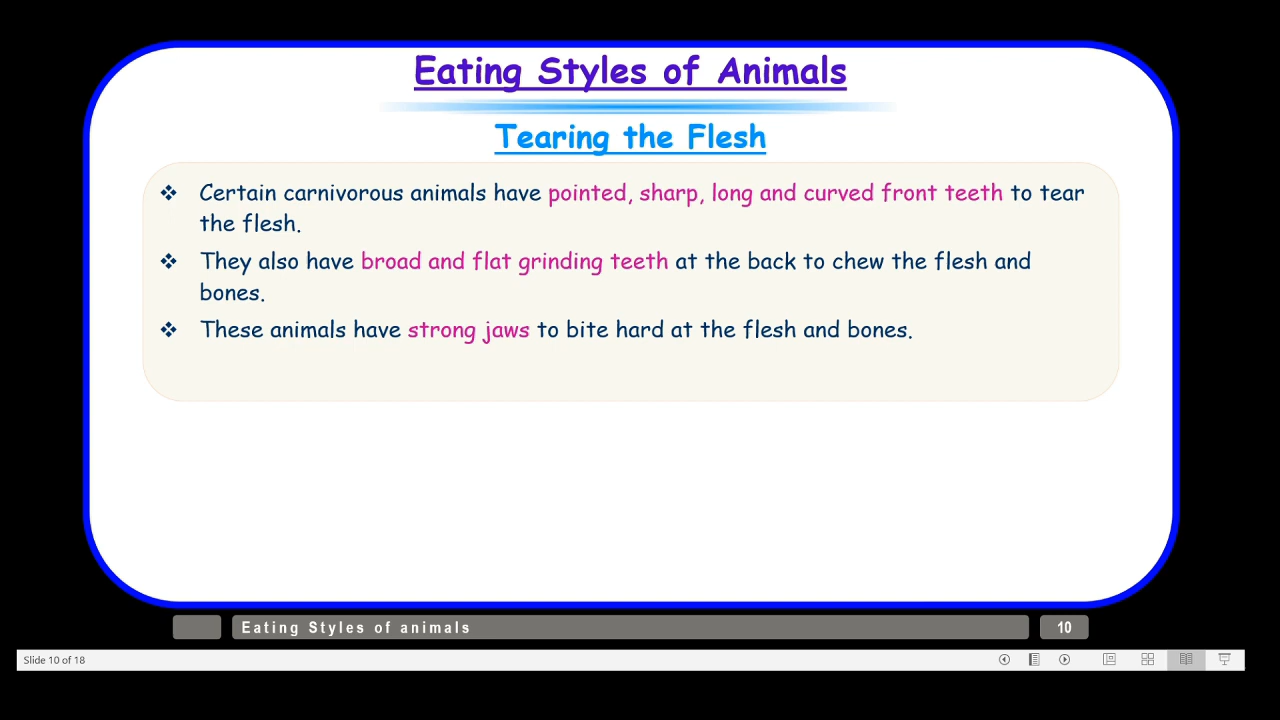 Eating Styles of Animals
Tearing the Flesh
❖ Certain carnivorous animals have pointed, sharp, long and curved front teeth to tear
the flesh.
❖ They also have broad and flat grinding teeth at the back to chew the flesh and
bones.
❖ These animals have strong jaws to bite hard at the flesh and bones.
Eating Styles of animals
10
Slide 10 of 18